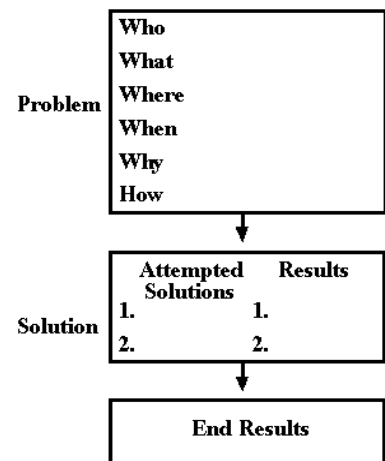 Problem
Who
What
Where
When
Why
How
Solution
Attempted Solutions Results
1. 1.
2. 2.
End Results